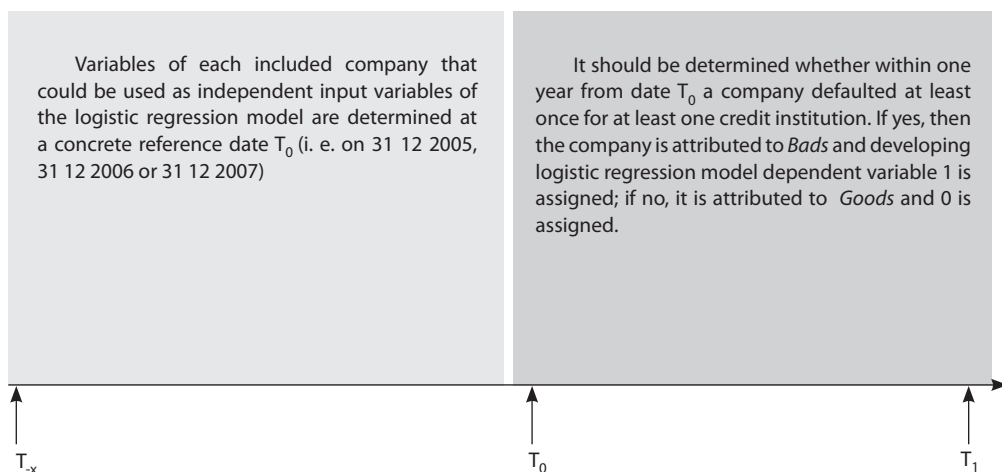 Variables of each included company that
could be used as independent input variables of
the logistic regression model are determined at
a concrete reference date T0 (i. e. on 31 12 2005,
31 12 2006 or 31 12 2007)
It should be determined whether within one
year from date T0 a company defaulted at least
once for at least one credit institution. If yes, then
the company is attributed to Bads and developing
logistic regression model dependent variable 1 is
assigned; if no, it is attributed to Goods and 0 is
assigned.
T-x
T0
T1